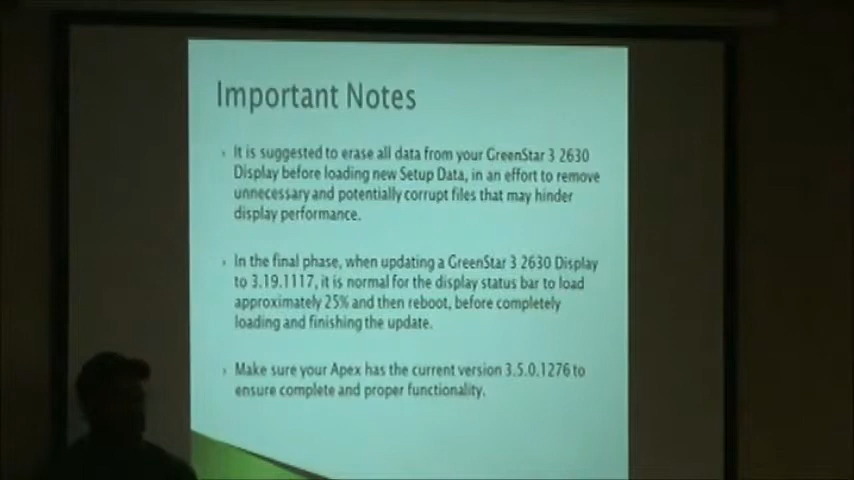 Important Notes
It is suggested to erase all data from your GreenStar 3 2630
Display before loading new Setup Data, in an effort to remove
unnecessary and potentially corrupt files that may hinder
display performance.
In the final phase, when updating a GreenStar 3 2630 Display
to 3.19.1117, it is normal for the display status bar to load
approximately 25% and then reboot, before completely
loading and finishing the update.
Make sure your Apex has the current version 3.5.0.1276 to
ensure complete and proper functionality.